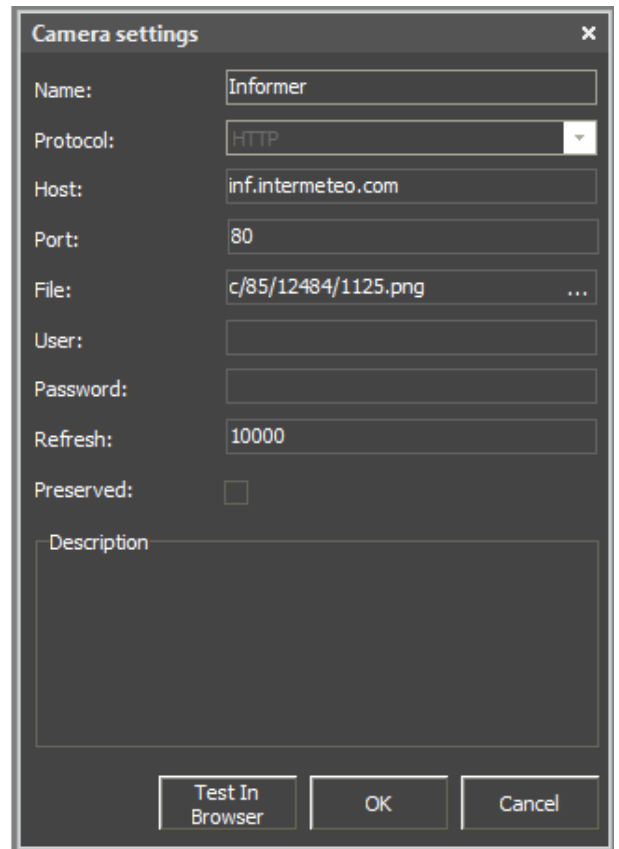 Camera settings ×
Name: Informer
Protocol: HTTP
Host: inf.intermeteo.com
Port: 80
File: c/85/12484/1125.png ...
User:
Password:
Refresh: 10000
Preserved:
Description
Test In
Browser
OK
Cancel